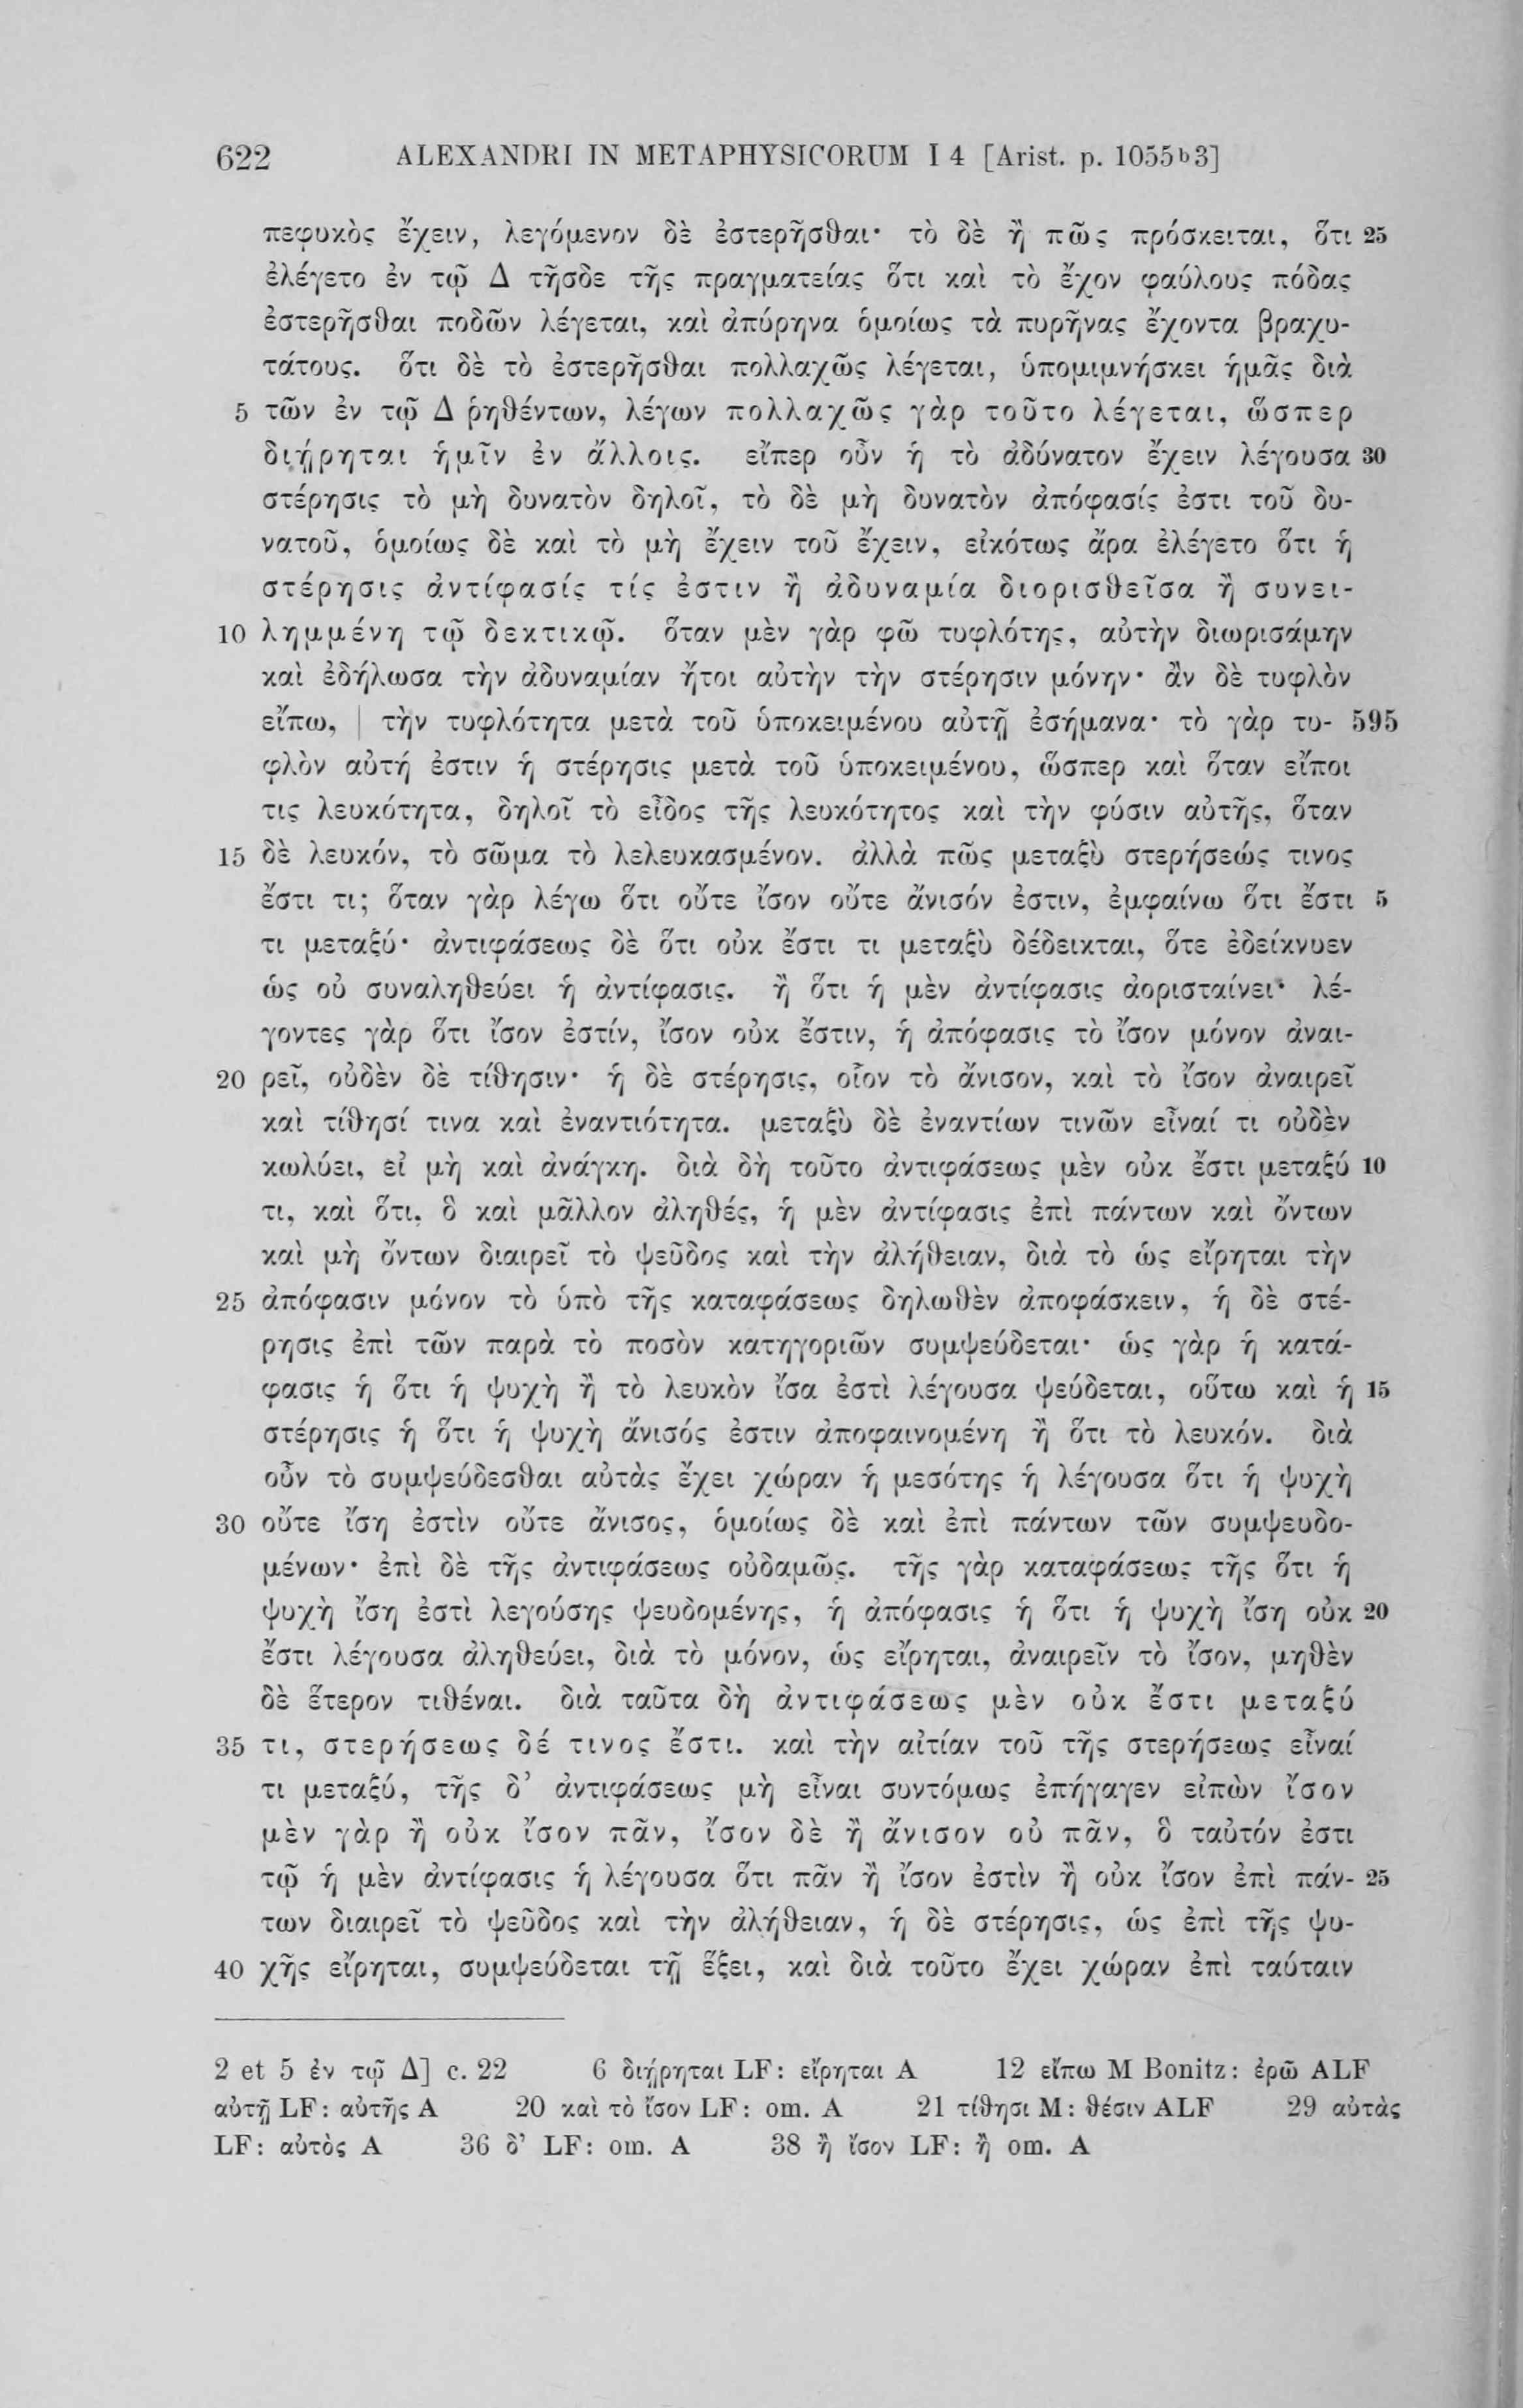 622 ALEXANDRI IN METAPHYSICORUM I 4 [Arist. p. 1055b3]
πεφυκὸς ἔχειν, λεγόμενον δὲ ἐστερῆσθαι· τὸ δὲ ἢ πῶς πρόσκειται, ὅτι 25
ἐλέγετο ἐν τῷ Δ τῆσδε τῆς πραγματείας ὅτι καὶ τὸ ἔχον φαύλους πόδας
ἐστερῆσθαι ποδῶν λέγεται, καὶ ἀπύρηνα ὁμοίως τὰ πυρῆνας ἔχοντα βραχυ-
τάτους. ὅτι δὲ τὸ ἐστερῆσθαι πολλαχῶς λέγεται, ὑπομιμνήσκει ἡμᾶς διὰ
5 τῶν ἐν τῷ Δ ῥηθέντων, λέγων πολλαχῶς γὰρ τοῦτο λέγεται, ὥσπερ
διῄρηται ἡμῖν ἐν ἄλλοις. εἴπερ οὖν ἡ τὸ ἀδύνατον ἔχειν λέγουσα 30
στέρησις τὸ μὴ δυνατὸν δηλοῖ, τὸ δὲ μὴ δυνατὸν ἀπόφασίς ἐστι τοῦ δυ-
νατοῦ, ὁμοίως δὲ καὶ τὸ μὴ ἔχειν τοῦ ἔχειν, εἰκότως ἄρα ἐλέγετο ὅτι ἡ
στέρησις ἀντίφασίς τίς ἐστιν ἢ ἀδυναμία διορισθεῖσα ἢ συνει-
10 λημμένη τῷ δεκτικῷ. ὅταν μὲν γὰρ φῶ τυφλότης, αὐτὴν διωρισάμην
καὶ ἐδήλωσα τὴν ἀδυναμίαν ἤτοι αὐτὴν τὴν στέρησιν μόνην· ἂν δὲ τυφλὸν
εἴπω, | τὴν τυφλότητα μετὰ τοῦ ὑποκειμένου αὐτῇ ἐσήμανα· τὸ γὰρ τυ- 595
φλὸν αὐτή ἐστιν ἡ στέρησις μετὰ τοῦ ὑποκειμένου, ὥσπερ καὶ ὅταν εἴποι
τις λευκότητα, δηλοῖ τὸ εἶδος τῆς λευκότητος καὶ τὴν φύσιν αὐτῆς, ὅταν
15 δὲ λευκόν, τὸ σῶμα τὸ λελευκασμένον. ἀλλὰ πῶς μεταξὺ στερήσεώς τινος
ἔστι τι; ὅταν γὰρ λέγω ὅτι οὔτε ἴσον οὔτε ἄνισόν ἐστιν, ἐμφαίνω ὅτι ἔστι 5
τι μεταξύ· ἀντιφάσεως δὲ ὅτι οὐκ ἔστι τι μεταξὺ δέδεικται, ὅτε ἐδείκνυεν
ὡς οὐ συναληθεύει ἡ ἀντίφασις. ἢ ὅτι ἡ μὲν ἀντίφασις ἀορισταίνει· λέ-
γοντες γὰρ ὅτι ἴσον ἐστίν, ἴσον οὐκ ἔστιν, ἡ ἀπόφασις τὸ ἴσον μόνον ἀναι-
20 ρεῖ, οὐδὲν δὲ τίθησιν· ἡ δὲ στέρησις, οἷον τὸ ἄνισον, καὶ τὸ ἴσον ἀναιρεῖ
καὶ τίθησί τινα καὶ ἐναντιότητα. μεταξὺ δὲ ἐναντίων τινῶν εἶναί τι οὐδὲν
κωλύει, εἰ μὴ καὶ ἀνάγκη. διὰ δὴ τοῦτο ἀντιφάσεως μὲν οὐκ ἔστι μεταξύ 10
τι, καὶ ὅτι, ὃ καὶ μᾶλλον ἀληθές, ἡ μὲν ἀντίφασις ἐπὶ πάντων καὶ ὄντων
καὶ μὴ ὄντων διαιρεῖ τὸ ψεῦδος καὶ τὴν ἀλήθειαν, διὰ τὸ ὡς εἴρηται τὴν
25 ἀπόφασιν μόνον τὸ ὑπὸ τῆς καταφάσεως δηλωθὲν ἀποφάσκειν, ἡ δὲ στέ-
ρησις ἐπὶ τῶν παρὰ τὸ ποσὸν κατηγοριῶν συμψεύδεται· ὡς γὰρ ἡ κατά-
φασις ἡ ὅτι ἡ ψυχὴ ἢ τὸ λευκὸν ἴσα ἐστὶ λέγουσα ψεύδεται, οὕτω καὶ ἡ 15
στέρησις ἡ ὅτι ἡ ψυχὴ ἄνισός ἐστιν ἀποφαινομένη ἢ ὅτι τὸ λευκόν. διὰ
οὖν τὸ συμψεύδεσθαι αὐτὰς ἔχει χώραν ἡ μεσότης ἡ λέγουσα ὅτι ἡ ψυχὴ
30 οὔτε ἴση ἐστὶν οὔτε ἄνισος, ὁμοίως δὲ καὶ ἐπὶ πάντων τῶν συμψευδο-
μένων· ἐπὶ δὲ τῆς ἀντιφάσεως οὐδαμῶς. τῆς γὰρ καταφάσεως τῆς ὅτι ἡ
ψυχὴ ἴση ἐστὶ λεγούσης ψευδομένης, ἡ ἀπόφασις ἡ ὅτι ἡ ψυχὴ ἴση οὐκ 20
ἔστι λέγουσα ἀληθεύει, διὰ τὸ μόνον, ὡς εἴρηται, ἀναιρεῖν τὸ ἴσον, μηθὲν
δὲ ἕτερον τιθέναι. διὰ ταῦτα δὴ ἀντιφάσεως μὲν οὐκ ἔστι μεταξύ
35 τι, στερήσεως δέ τινος ἔστι. καὶ τὴν αἰτίαν τοῦ τῆς στερήσεως εἶναί
τι μεταξύ, τῆς δ’ ἀντιφάσεως μὴ εἶναι συντόμως ἐπήγαγεν εἰπὼν ἴσον
μὲν γὰρ ἢ οὐκ ἴσον πᾶν, ἴσον δὲ ἢ ἄνισον οὐ πᾶν, ὃ ταὐτόν ἐστι
τῷ ἡ μὲν ἀντίφασις ἡ λέγουσα ὅτι πᾶν ἢ ἴσον ἐστὶν ἢ οὐκ ἴσον ἐπὶ πάν- 25
των διαιρεῖ τὸ ψεῦδος καὶ τὴν ἀλήθειαν, ἡ δὲ στέρησις, ὡς ἐπὶ τῆς ψυ-
40 χῆς εἴρηται, συμψεύδεται τῇ ἕξει, καὶ διὰ τοῦτο ἔχει χώραν ἐπὶ ταύταιν
2 et 5 ἐν τῷ Δ] c. 22 6 διῄρηται LF: εἴρηται A 12 εἴπω M Bonitz: ἐρῶ ALF
αὐτῇ LF: αὐτῆς A 20 καὶ τὸ ἴσον LF: om. A 21 τίθησι M: θέσιν ALF 29 αὐτὰς
LF: αὐτὸς A 36 δ’ LF: om. A 38 ἢ ἴσον LF: ἢ om. A